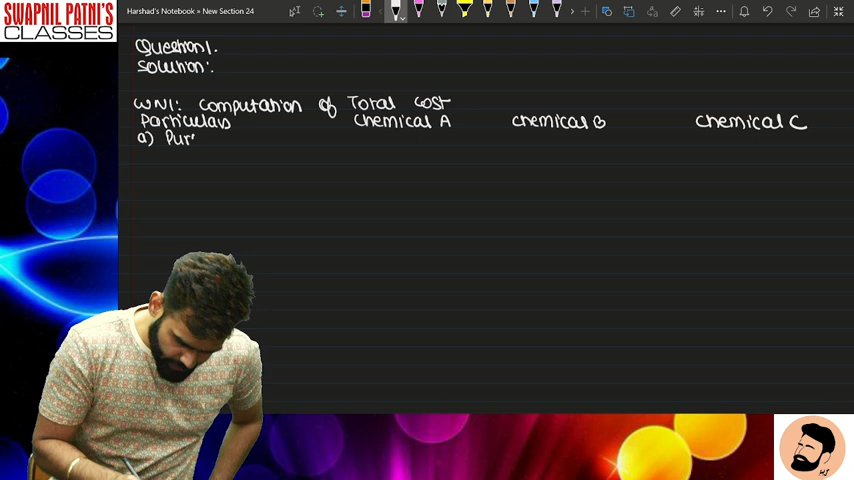 SWAPNIL PATNI'S
CLASSES
Harshad's Notebook » New Section 24
Question 1.
Solution:
WN1: Computation of Total Cost
Particulars Chemical A Chemical B Chemical C
a) Pur
HS